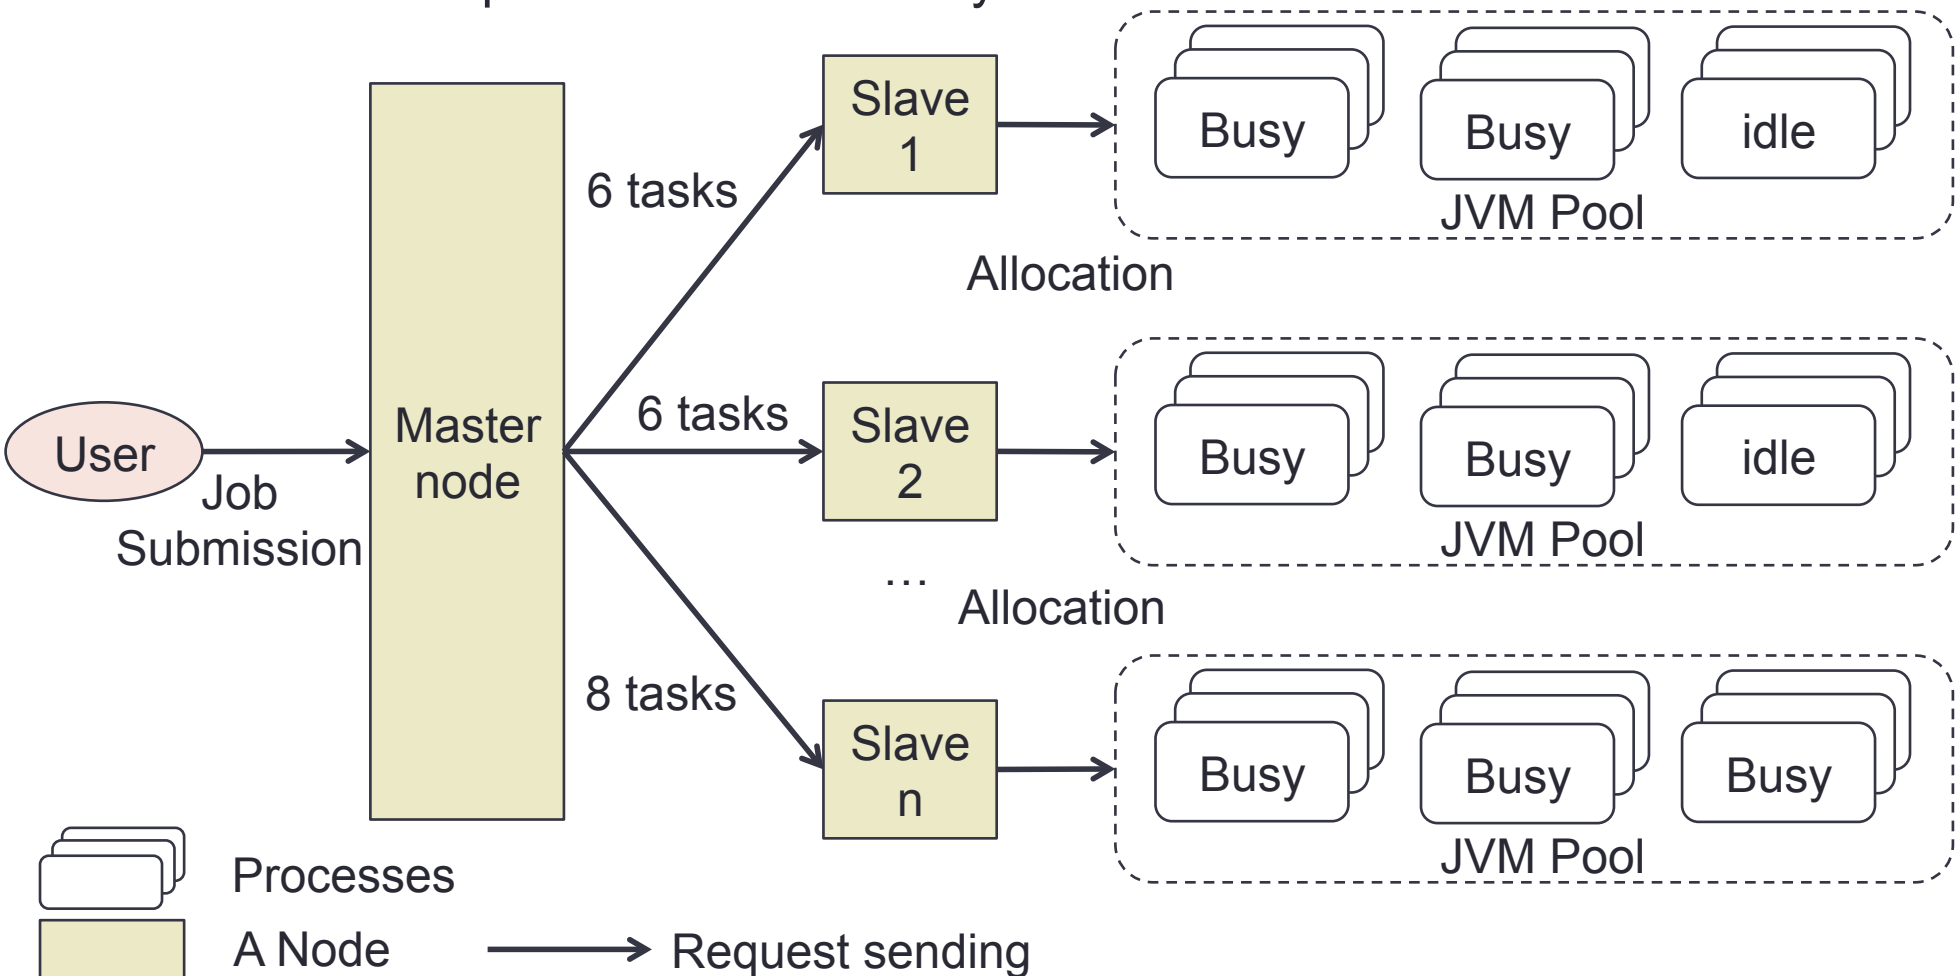 Slave
1
Busy
Busy
idle
JVM Pool
6 tasks
Allocation
User
Job
Submission
Master
node
6 tasks
Slave
2
Busy
Busy
idle
JVM Pool
…
Allocation
8 tasks
Slave
n
Busy
Busy
Busy
JVM Pool
Processes
A Node
Request sending